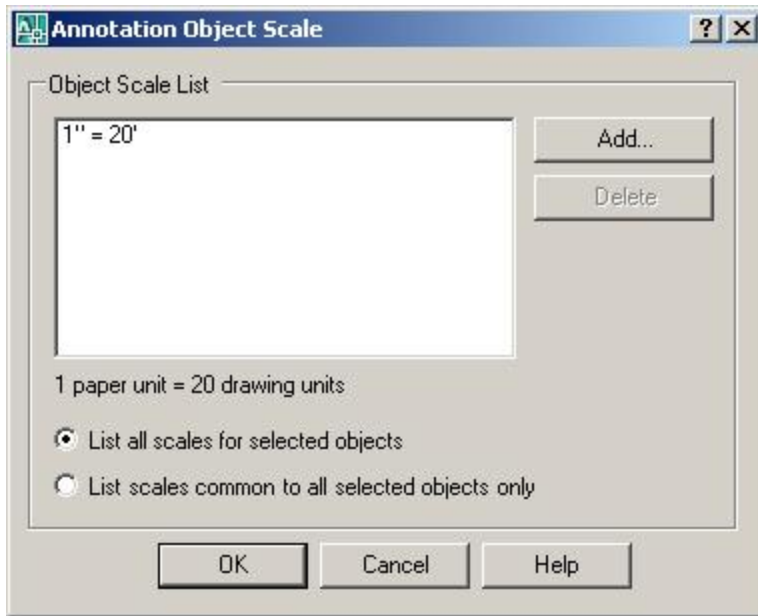 Annotation Object Scale
Object Scale List
1" = 20'
Add...
Delete
1 paper unit = 20 drawing units
List all scales for selected objects
List scales common to all selected objects only
OK Cancel Help